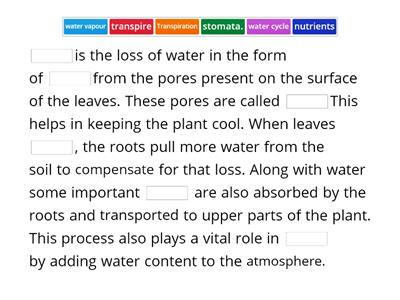 water vapour transpire Transpiration stomata. water cycle nutrients
is the loss of water in the form
of from the pores present on the surface
of the leaves. These pores are called This
helps in keeping the plant cool. When leaves
, the roots pull more water from the
soil to compensate for that loss. Along with water
some important are also absorbed by the
roots and transported to upper parts of the plant.
This process also plays a vital role in
by adding water content to the atmosphere.